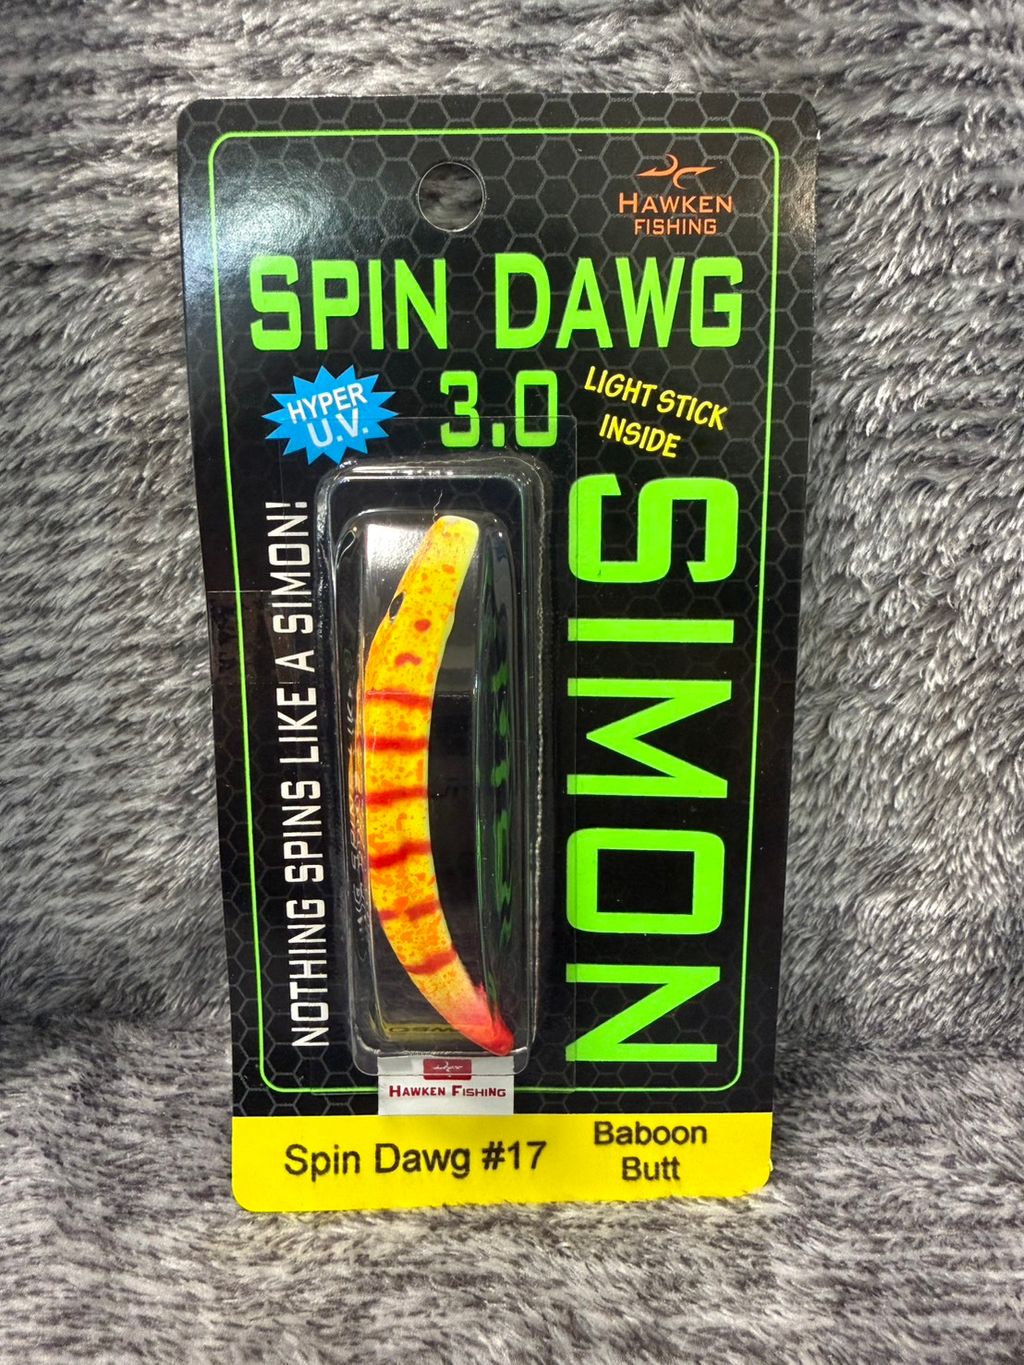 HAWKEN
FISHING
SPIN DAWG
3.0
HYPER
U.V.
LIGHT STICK
INSIDE
SIMON
NOTHING SPINS LIKE A SIMON!
HAWKEN FISHING
Spin Dawg #17
Baboon
Butt